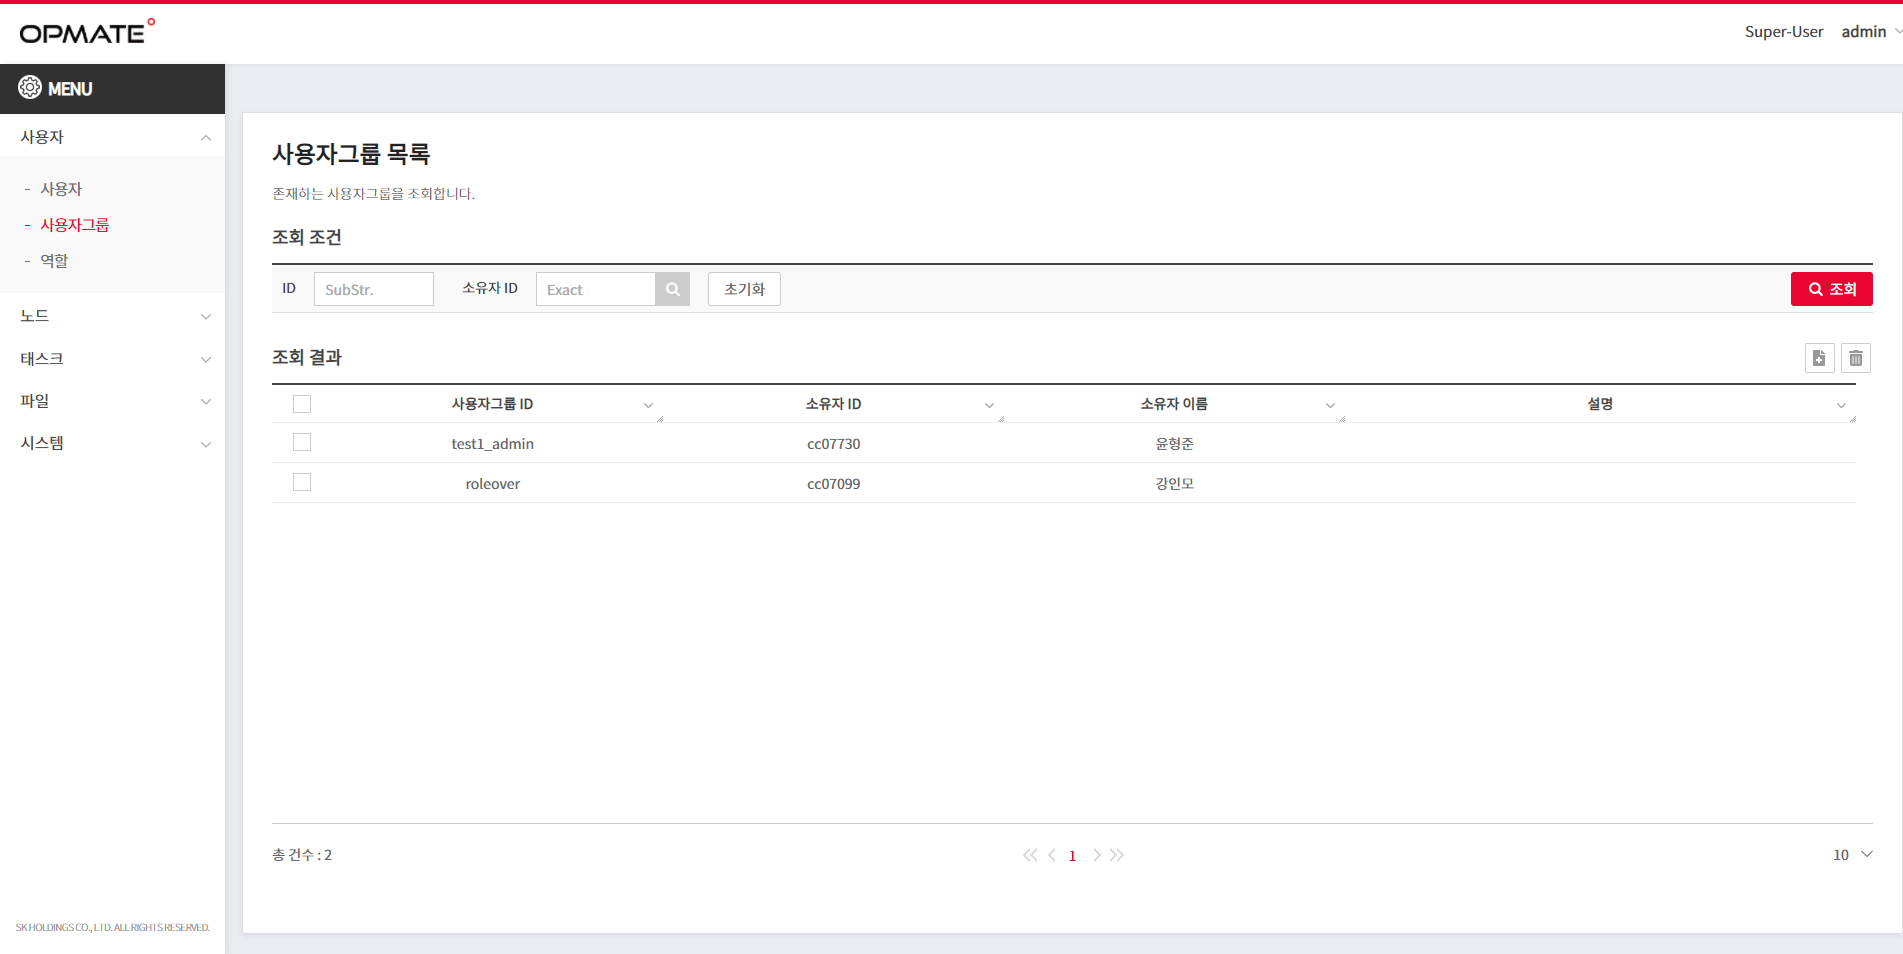 OPMATE
Super-User admin
MENU
사용자
- 사용자
- 사용자그룹
- 역할
노드
태스크
파일
시스템
SK HOLDINGS CO., LTD. ALL RIGHTS RESERVED.
사용자그룹 목록
존재하는 사용자그룹을 조회합니다.
조회 조건
ID SubStr. 소유자 ID Exact 초기화 조회
조회 결과
사용자그룹 ID 소유자 ID 소유자 이름 설명
test1_admin cc07730 윤형준
roleover cc07099 강인모
총 건수 : 2 1 10